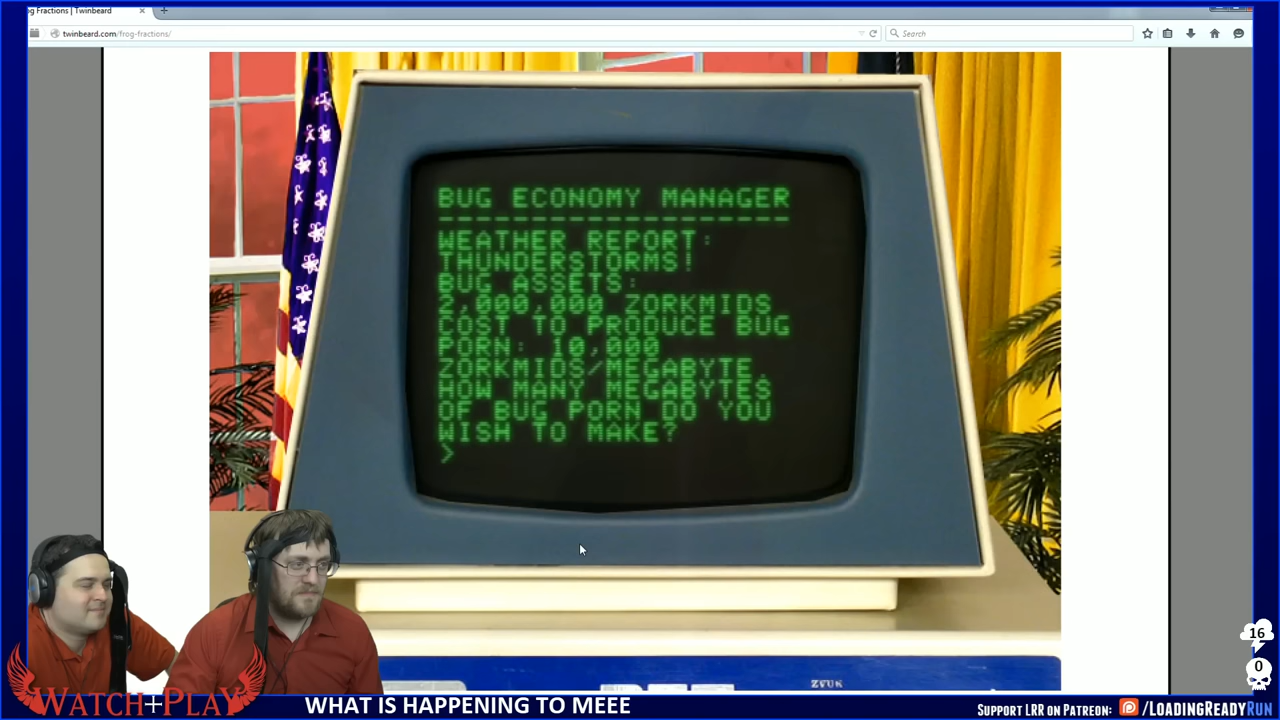 Frog Fractions | Twinbeard
twinbeard.com/frog-fractions/
Search
BUG ECONOMY MANAGER
-------------------
WEATHER REPORT:
THUNDERSTORMS!
BUG ASSETS:
2,000,000 ZORKMIDS
COST TO PRODUCE BUG
PORN: 10,000
ZORKMIDS/MEGABYTE.
HOW MANY MEGABYTES
OF BUG PORN DO YOU
WISH TO MAKE?
>
16
0
WATCH+PLAY
WHAT IS HAPPENING TO MEEE
SUPPORT LRR ON PATREON: /LOADINGREADYRUN